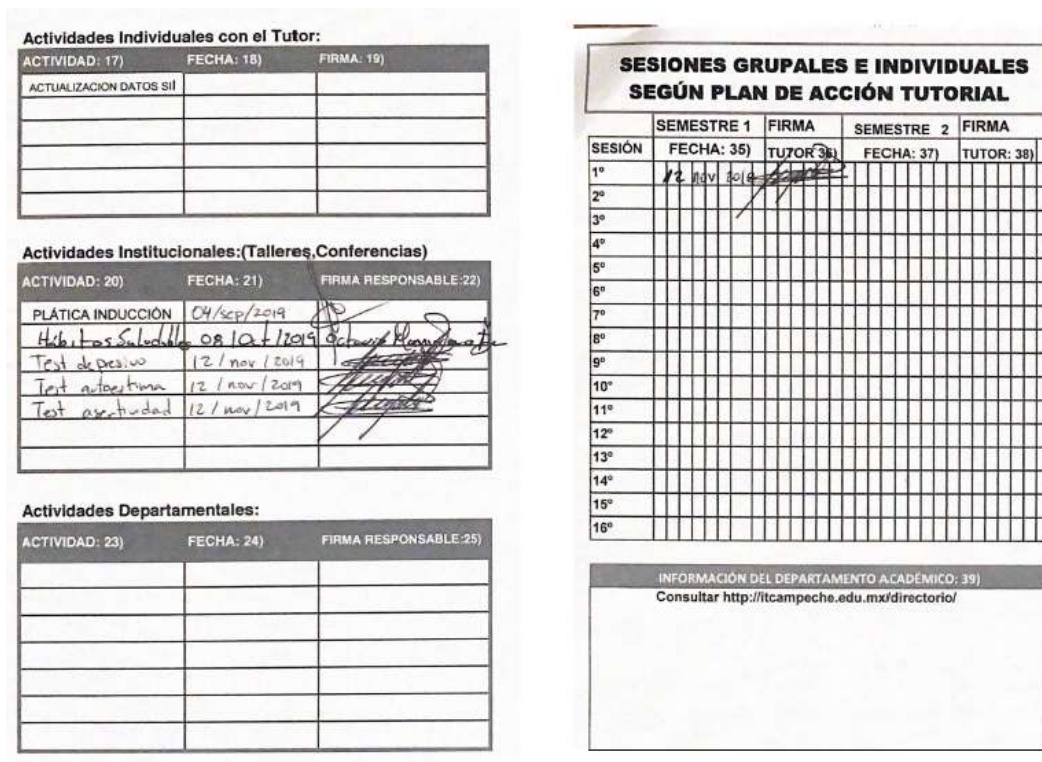 Actividades Individuales con el Tutor:
ACTIVIDAD: 17) FECHA: 18) FIRMA: 19)
ACTUALIZACION DATOS SII
Actividades Institucionales:(Talleres,Conferencias)
ACTIVIDAD: 20) FECHA: 21) FIRMA RESPONSABLE:22)
PLÁTICA INDUCCIÓN 04/sep/2019
Hábitos Saludables 08/Oct/2019 Octavio
Test depresivo 12/nov/2019
Test autoestima 12/nov/2019
Test asertividad 12/nov/2019
Actividades Departamentales:
ACTIVIDAD: 23) FECHA: 24) FIRMA RESPONSABLE:25)
SESIONES GRUPALES E INDIVIDUALES
SEGÚN PLAN DE ACCIÓN TUTORIAL
SEMESTRE 1 FIRMA SEMESTRE 2 FIRMA
SESIÓN FECHA: 35) TUTOR 36) FECHA: 37) TUTOR: 38)
1º 12 nov 2019
2º
3º
4º
5º
6º
7º
8º
9º
10º
11º
12º
13º
14º
15º
16º
INFORMACIÓN DEL DEPARTAMENTO ACADÉMICO: 39)
Consultar http://itcampeche.edu.mx/directorio/